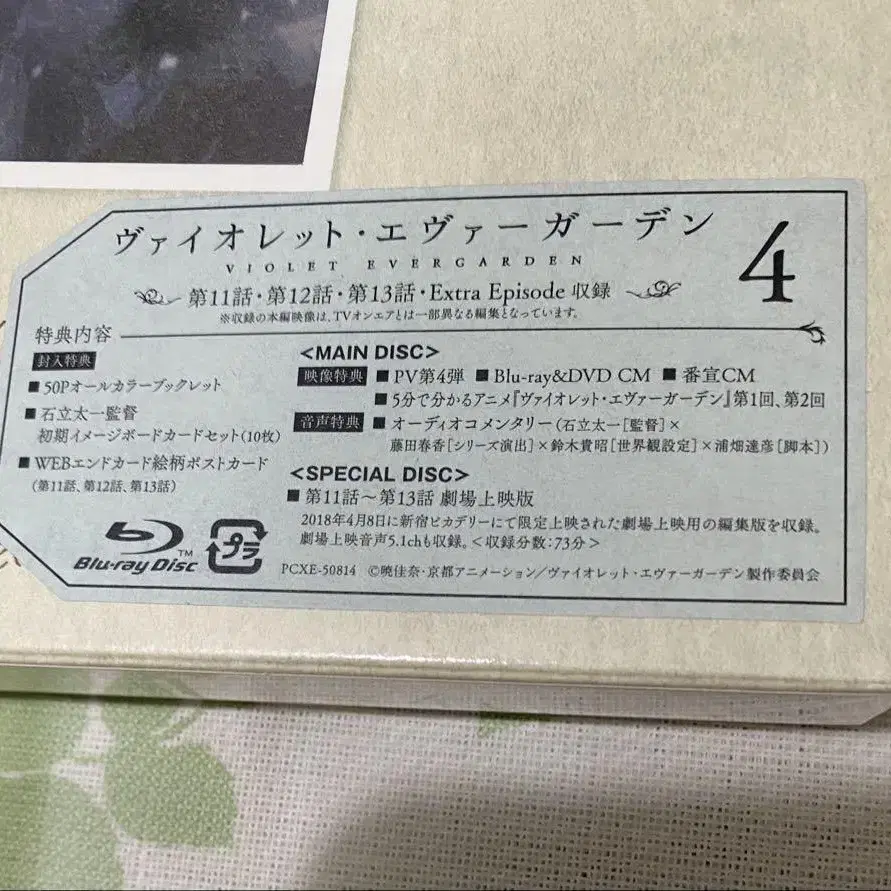 ヴァイオレット・エヴァーガーデン
VIOLET EVERGARDEN
4
第11話・第12話・第13話・Extra Episode 収録
※収録の本編映像は、TVオンエアとは一部異なる編集となっています。
特典内容
封入特典
■50Pオールカラーブックレット
■石立太一監督
初期イメージボードカードセット(10枚)
■WEBエンドカード絵柄ポストカード
(第11話、第12話、第13話)
<MAIN DISC>
映像特典 ■PV第4弾 ■Blu-ray&DVD CM ■番宣CM
■5分で分かるアニメ『ヴァイオレット・エヴァーガーデン』第1回、第2回
音声特典 ■オーディオコメンタリー(石立太一[監督]×
藤田春香[シリーズ演出]×鈴木貴昭[世界観設定]×浦畑達彦[脚本])
<SPECIAL DISC>
■第11話～第13話 劇場上映版
2018年4月8日に新宿ピカデリーにて限定上映された劇場上映用の編集版を収録。
劇場上映音声5.1chも収録。<収録分数:73分>
Blu-ray Disc TM
プラ
PCXE-50814 ©暁佳奈・京都アニメーション/ヴァイオレット・エヴァーガーデン製作委員会